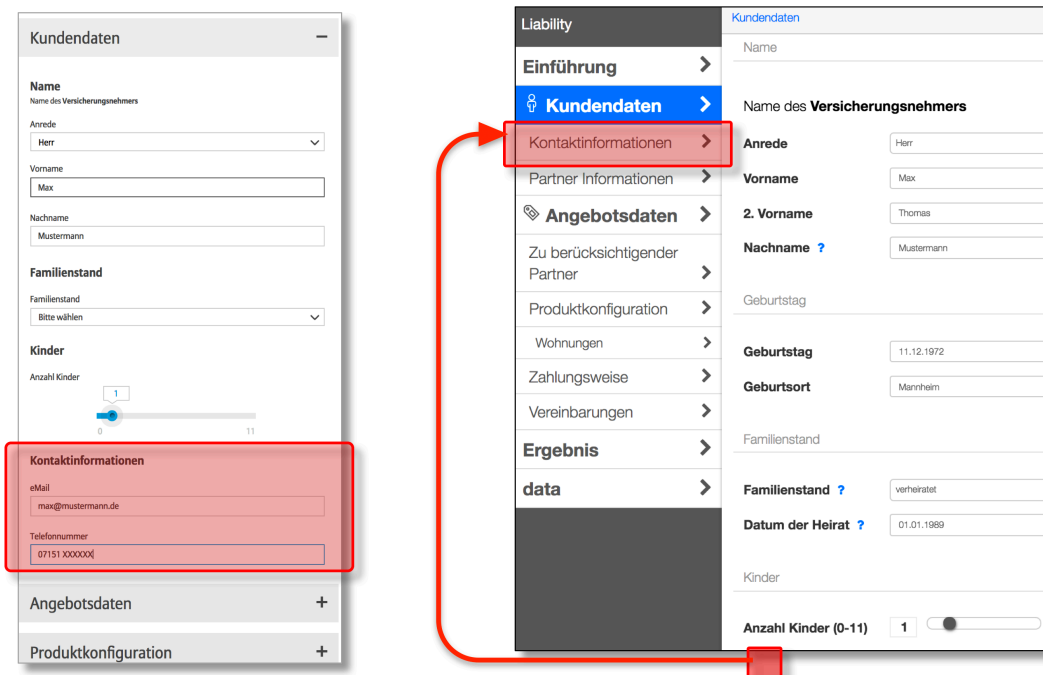 Kundendaten
Name
Name des Versicherungsnehmers
Anrede
Herr
Vorname
Max
Nachname
Mustermann
Familienstand
Familienstand
Bitte wählen
Kinder
Anzahl Kinder
1
0 11
Kontaktinformationen
eMail
max@mustermann.de
Telefonnummer
07151 XXXXXX
Angebotsdaten
Produktkonfiguration
Liability
Einführung
Kundendaten
Kontaktinformationen
Partner Informationen
Angebotsdaten
Zu berücksichtigender
Partner
Produktkonfiguration
Wohnungen
Zahlungsweise
Vereinbarungen
Ergebnis
data
Kundendaten
Name
Name des Versicherungsnehmers
Anrede Herr
Vorname Max
2. Vorname Thomas
Nachname ? Mustermann
Geburtstag
Geburtstag 11.12.1972
Geburtsort Mannheim
Familienstand
Familienstand ? verheiratet
Datum der Heirat ? 01.01.1989
Kinder
Anzahl Kinder (0-11) 1